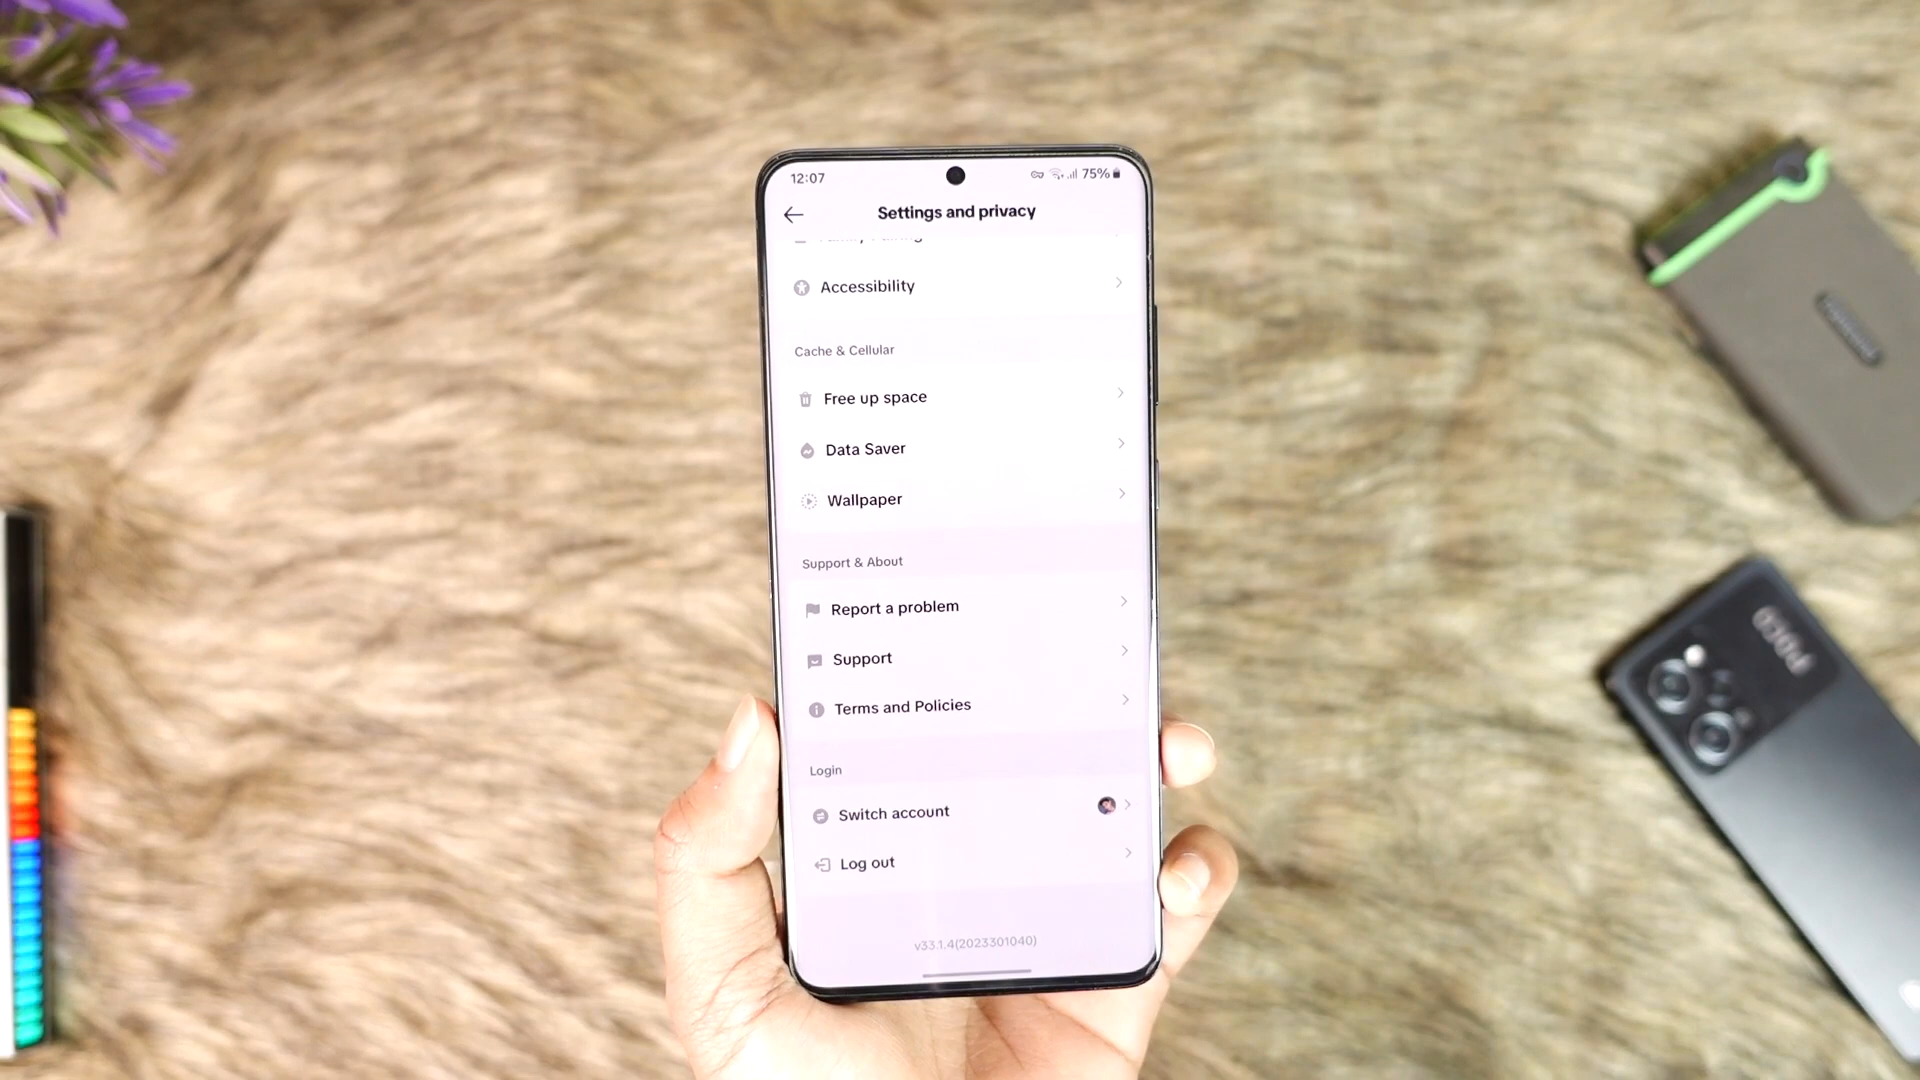 12:07
75%
Settings and privacy
Accessibility
Cache & Cellular
Free up space
Data Saver
Wallpaper
Support & About
Report a problem
Support
Terms and Policies
Login
Switch account
Log out
v33.1.4(2023301040)
POCO